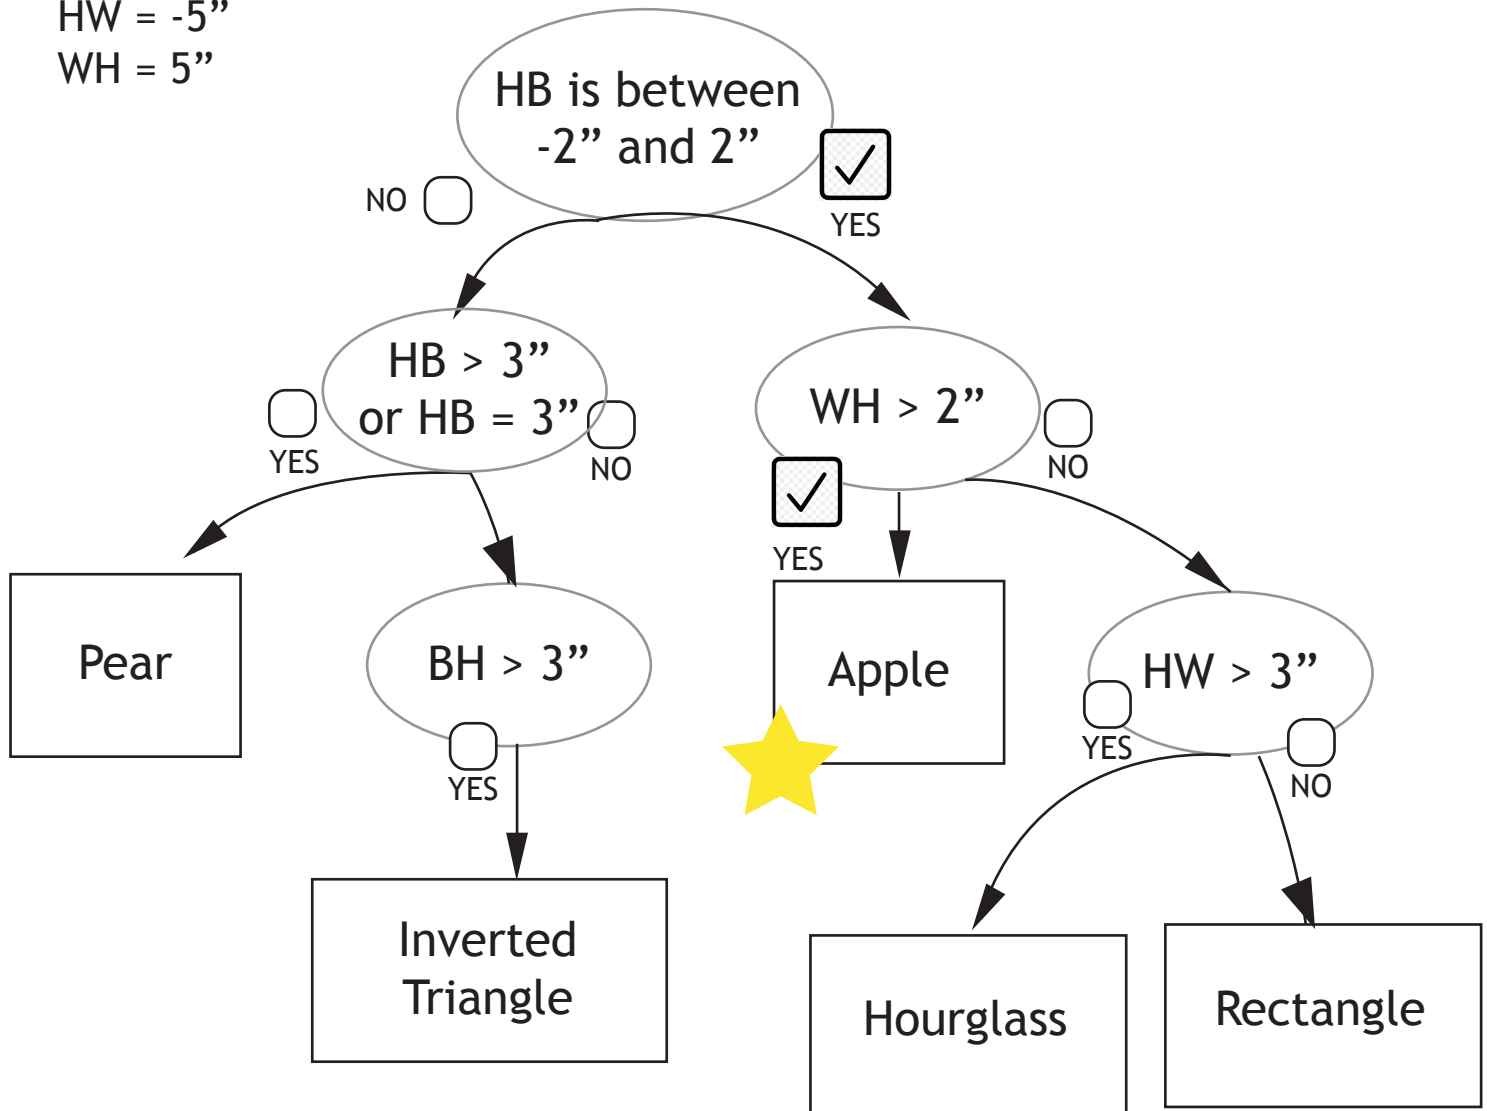 HW = -5”
WH = 5”
HB is between
-2” and 2”
NO
YES
HB > 3”
or HB = 3”
YES
NO
WH > 2”
YES
NO
Pear
BH > 3”
YES
Apple
HW > 3”
YES
NO
Inverted
Triangle
Hourglass
Rectangle